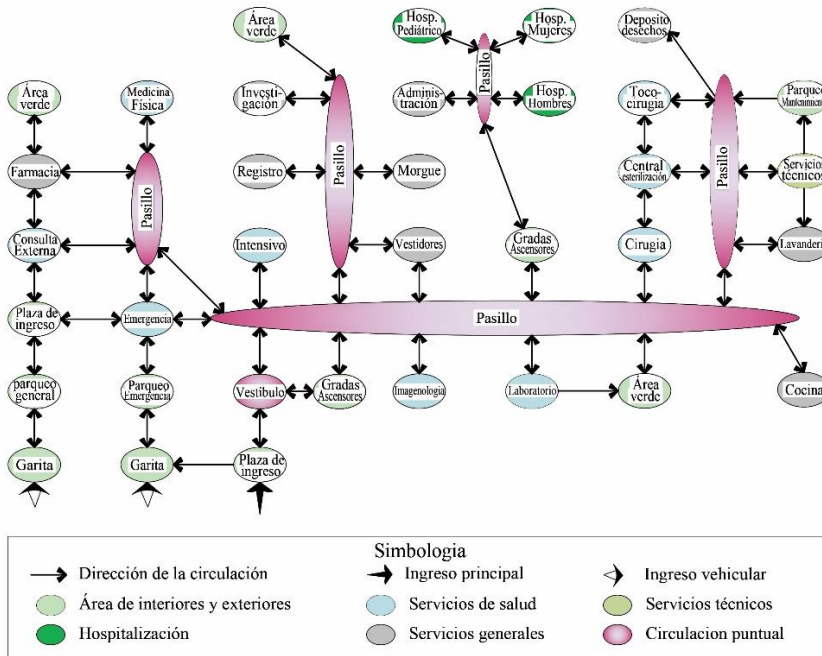 Área
verde
Hosp.
Pediátrico
Hosp.
Mujeres
Deposito
desechos
Pasillo
Área
verde
Medicina
Física
Investi-
gación
Adminis-
tración
Hosp.
Hombres
Toco-
cirugia
Parqueo
Mantenimiento
Farmacia
Pasillo
Registro
Pasillo
Morgue
Central
esterilización
Pasillo
Servicios
técnicos
Consulta
Externa
Intensivo
Vestidores
Gradas
Ascensores
Cirugia
Lavanderia
Plaza de
ingreso
Emergencia
Pasillo
parqueo
general
Parqueo
Emergencia
Vestíbulo
Gradas
Ascensores
Imagenologia
Laboratorio
Área
verde
Cocina
Garita
Garita
Plaza de
ingreso
Simbologia
Dirección de la circulación
Ingreso principal
Ingreso vehicular
Área de interiores y exteriores
Servicios de salud
Servicios técnicos
Hospitalización
Servicios generales
Circulacion puntual